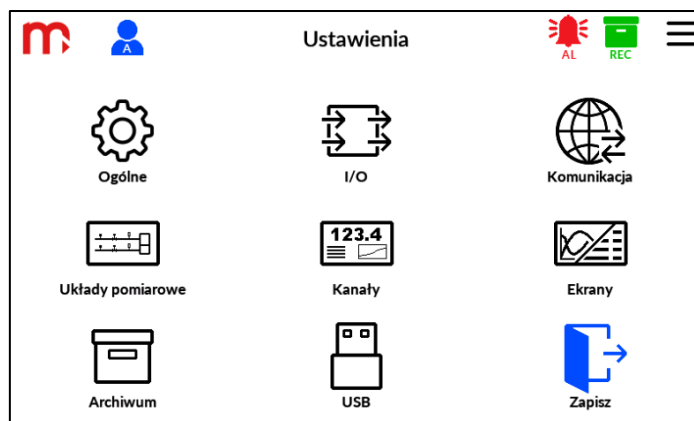 m
A
Ustawienia
AL
REC
Ogólne
I/O
Komunikacja
123.4
Układy pomiarowe
Kanały
Ekrany
Archiwum
USB
Zapisz